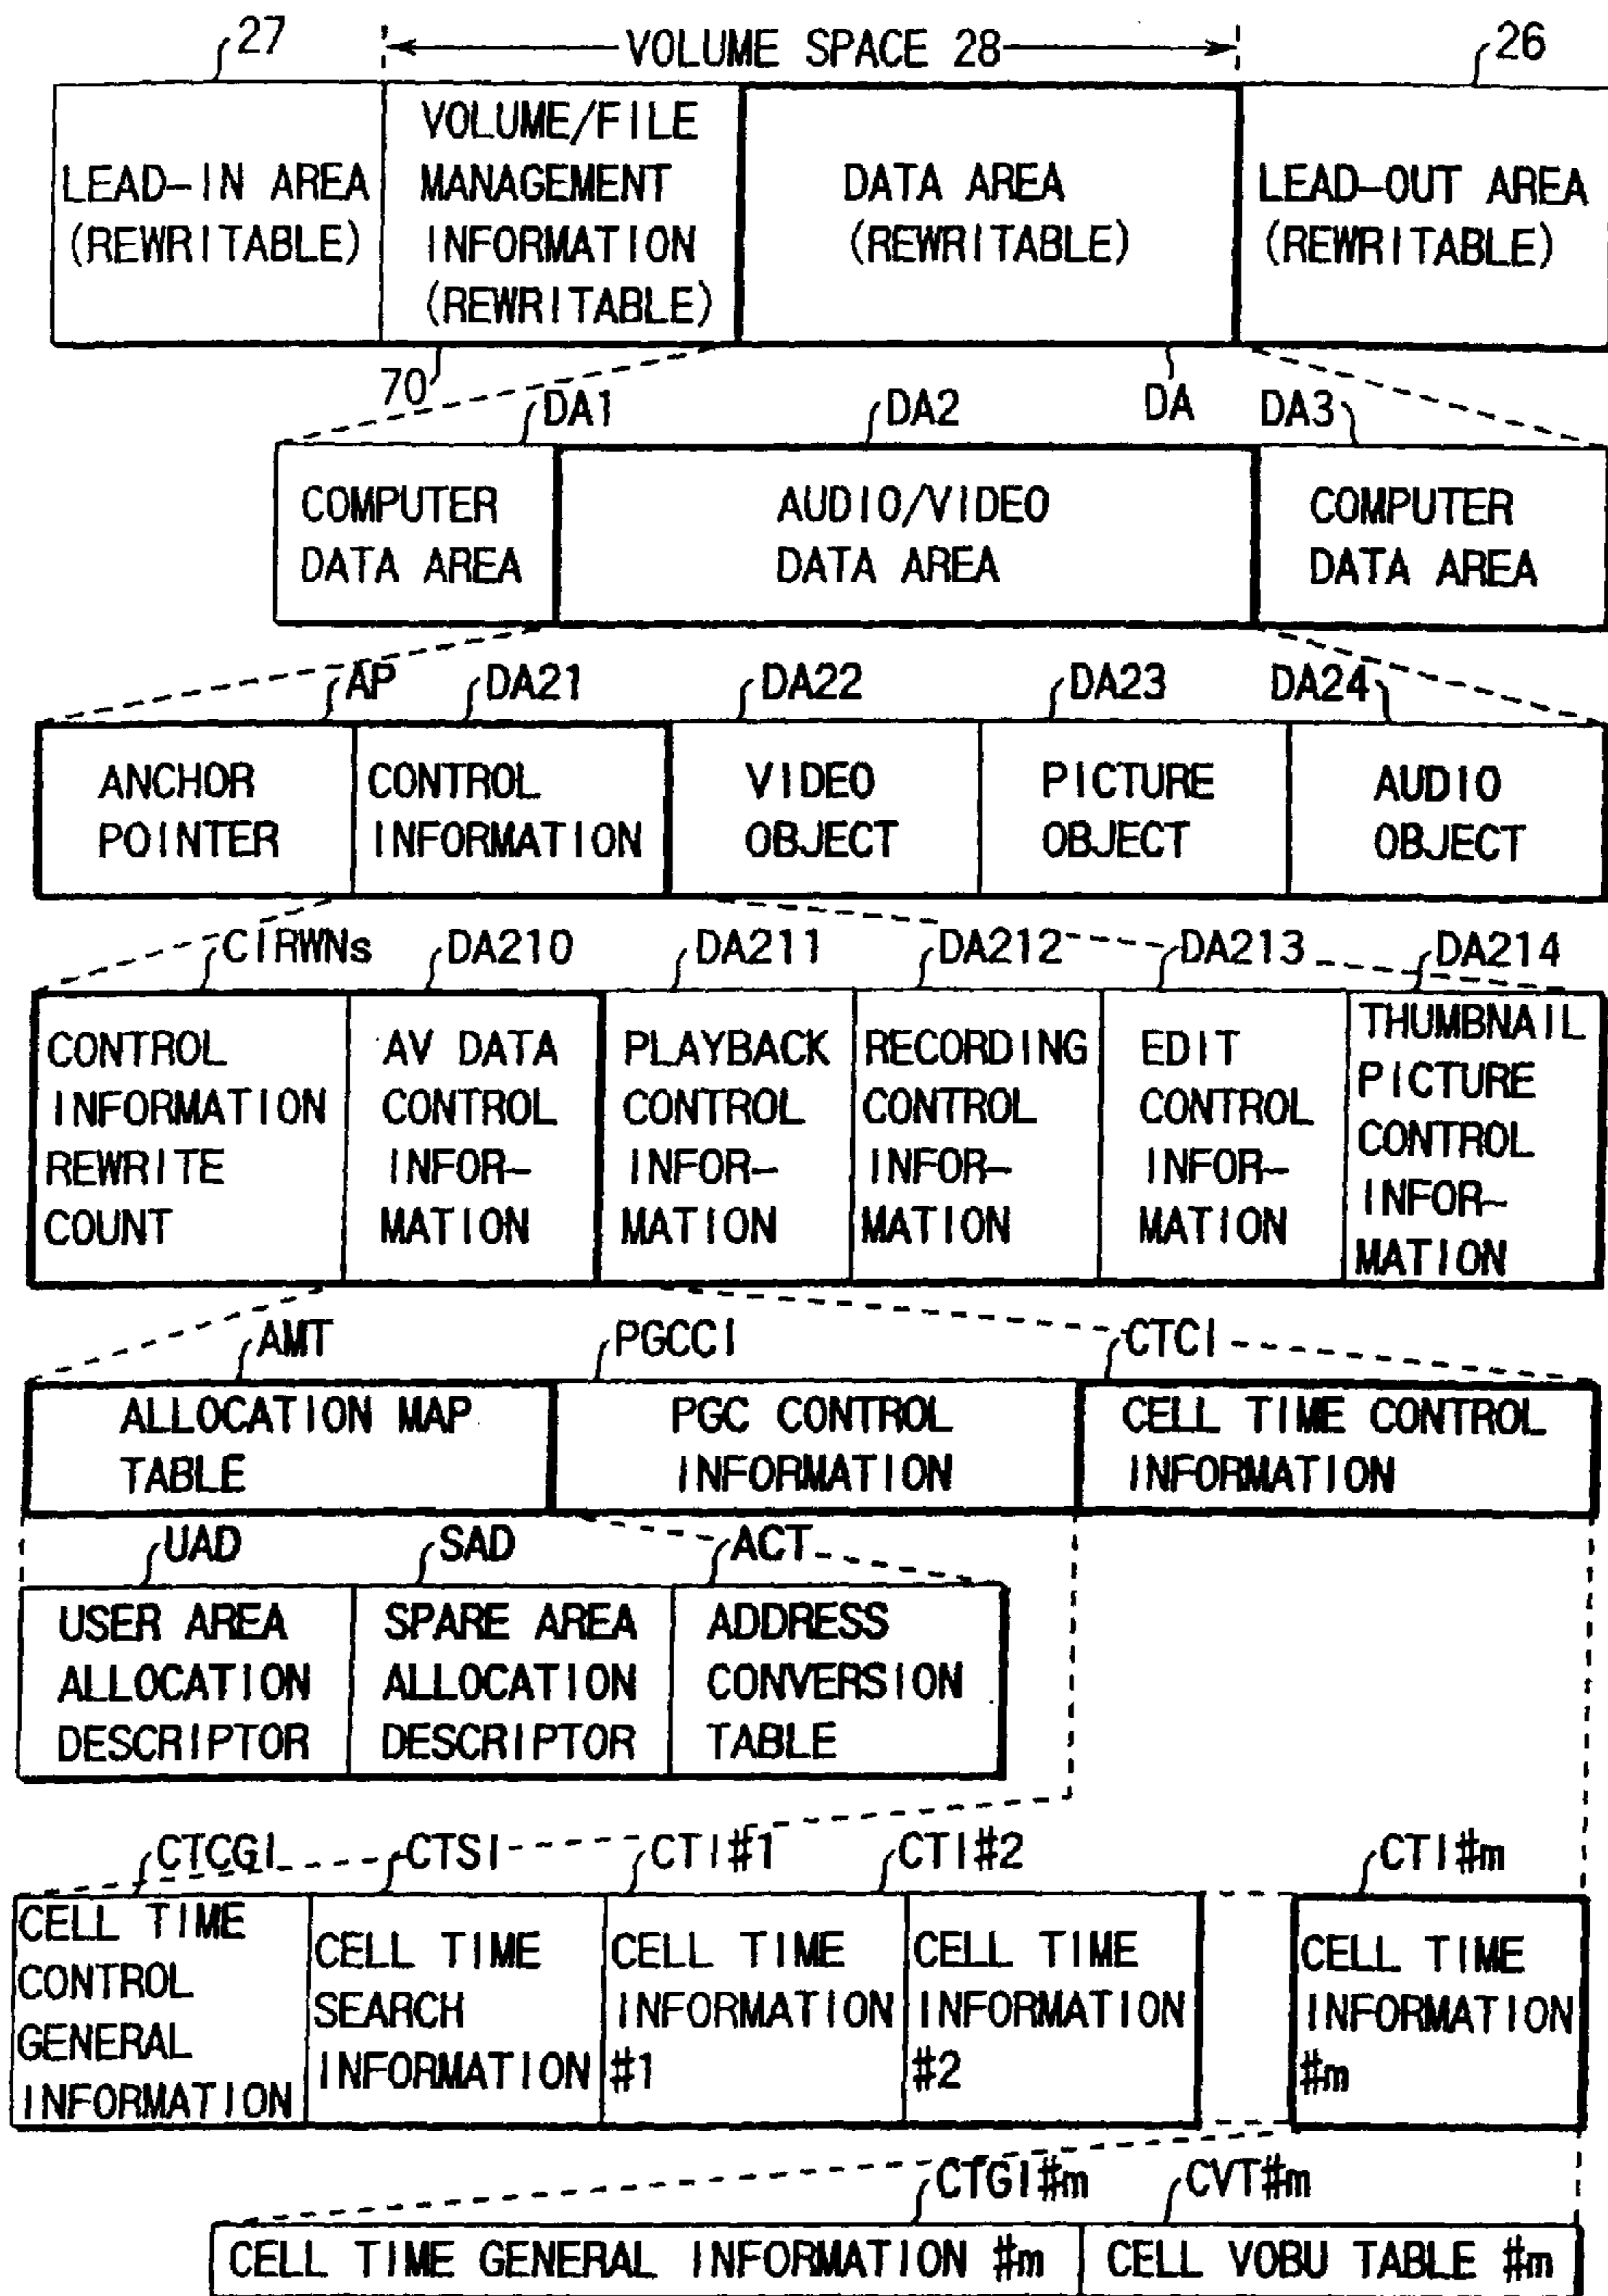 27
VOLUME SPACE 28
26
LEAD-IN AREA
(REWRITABLE)
VOLUME/FILE
MANAGEMENT
INFORMATION
(REWRITABLE)
DATA AREA
(REWRITABLE)
LEAD-OUT AREA
(REWRITABLE)
70
DA
DA1
DA2
DA3
COMPUTER
DATA AREA
AUDIO/VIDEO
DATA AREA
COMPUTER
DATA AREA
AP
DA21
DA22
DA23
DA24
ANCHOR
POINTER
CONTROL
INFORMATION
VIDEO
OBJECT
PICTURE
OBJECT
AUDIO
OBJECT
CIRWNs
DA210
DA211
DA212
DA213
DA214
CONTROL
INFORMATION
REWRITE
COUNT
AV DATA
CONTROL
INFOR-
MATION
PLAYBACK
CONTROL
INFOR-
MATION
RECORDING
CONTROL
INFOR-
MATION
EDIT
CONTROL
INFOR-
MATION
THUMBNAIL
PICTURE
CONTROL
INFOR-
MATION
AMT
PGCCI
CTCI
ALLOCATION MAP
TABLE
PGC CONTROL
INFORMATION
CELL TIME CONTROL
INFORMATION
UAD
SAD
ACT
USER AREA
ALLOCATION
DESCRIPTOR
SPARE AREA
ALLOCATION
DESCRIPTOR
ADDRESS
CONVERSION
TABLE
CTCGI
CTSI
CTI#1
CTI#2
CTI#m
CELL TIME
CONTROL
GENERAL
INFORMATION
CELL TIME
SEARCH
INFORMATION
CELL TIME
INFORMATION
#1
CELL TIME
INFORMATION
#2
CELL TIME
INFORMATION
#m
CTGI#m
CVT#m
CELL TIME GENERAL INFORMATION #m
CELL VOBU TABLE #m